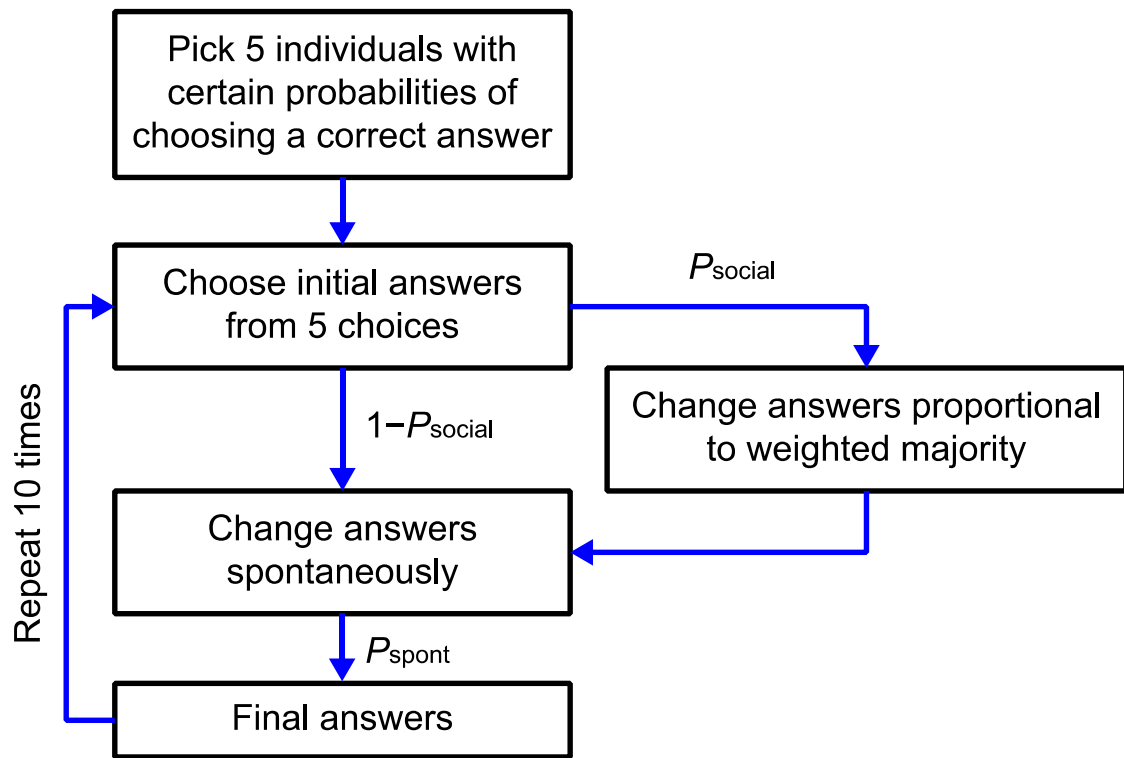 Pick 5 individuals with
certain probabilities of
choosing a correct answer
Choose initial answers
from 5 choices
Psocial
Change answers proportional
to weighted majority
1−Psocial
Change answers
spontaneously
Pspont
Final answers
Repeat 10 times